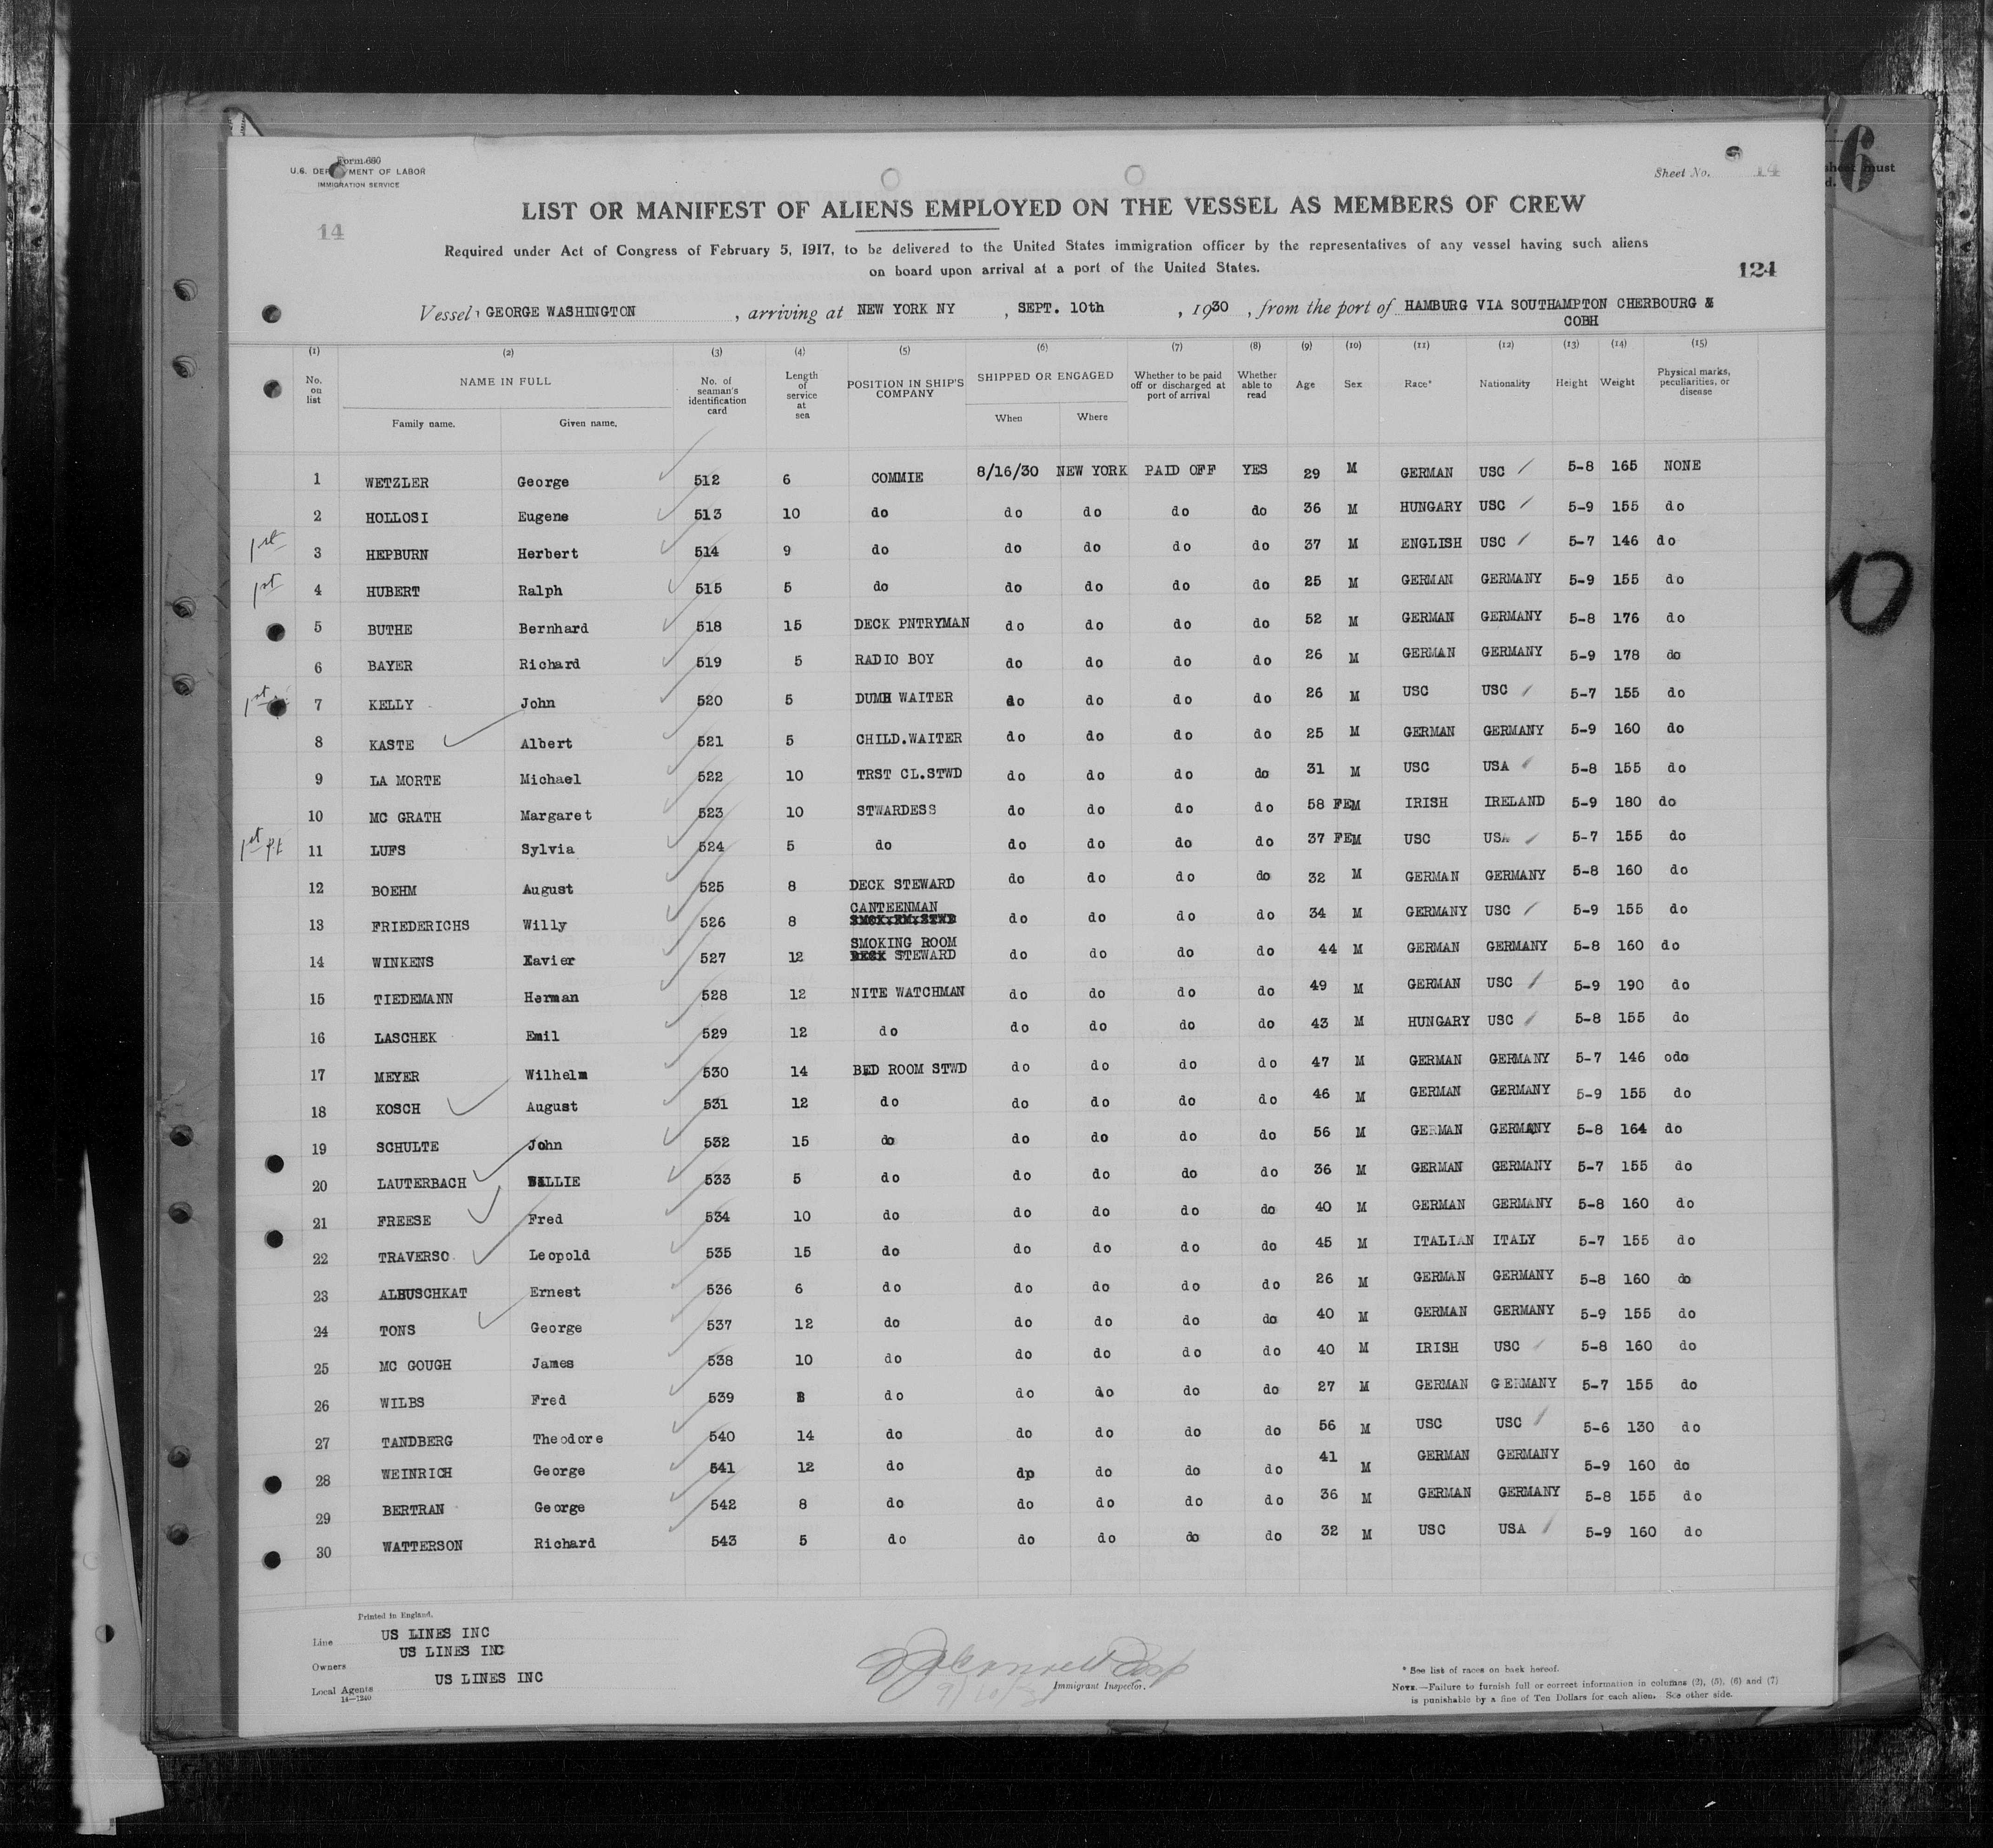 Form 680
U.S. DEPARTMENT OF LABOR
IMMIGRATION SERVICE
Sheet No. 14
14
LIST OR MANIFEST OF ALIENS EMPLOYED ON THE VESSEL AS MEMBERS OF CREW
Required under Act of Congress of February 5, 1917, to be delivered to the United States immigration officer by the representatives of any vessel having such aliens
on board upon arrival at a port of the United States.
124
Vessel GEORGE WASHINGTON, arriving at NEW YORK NY, SEPT. 10th, 1930, from the port of HAMBURG VIA SOUTHAMPTON CHERBOURG &
COBH
(1) (2) (3) (4) (5) (6) (7) (8) (9) (10) (11) (12) (13) (14) (15)
No. on list NAME IN FULL Family name. Given name. No. of seaman's identification card Length of service at sea POSITION IN SHIP'S COMPANY SHIPPED OR ENGAGED When Where Whether to be paid off or discharged at port of arrival Whether able to read Age Sex Race* Nationality Height Weight Physical marks, peculiarities, or disease
1 WETZLER George 512 6 COMMIE 8/16/30 NEW YORK PAID OFF YES 29 M GERMAN USC 5-8 165 NONE
2 HOLLOSI Eugene 513 10 do do do do do 36 M HUNGARY USC 5-9 155 do
1st 3 HEPBURN Herbert 514 9 do do do do do 37 M ENGLISH USC 5-7 146 do
1st 4 HUBERT Ralph 515 5 do do do do do 25 M GERMAN GERMANY 5-9 155 do
5 BUTHE Bernhard 518 15 DECK PNTRYMAN do do do do 52 M GERMAN GERMANY 5-8 176 do
6 BAYER Richard 519 5 RADIO BOY do do do do 26 M GERMAN GERMANY 5-9 178 do
1st 7 KELLY John 520 5 DUMH WAITER do do do do 26 M USC USC 5-7 155 do
8 KASTE Albert 521 5 CHILD.WAITER do do do do 25 M GERMAN GERMANY 5-9 160 do
9 LA MORTE Michael 522 10 TRST CL.STWD do do do do 31 M USC USA 5-8 155 do
10 MC GRATH Margaret 523 10 STWARDESS do do do do 58 FEM IRISH IRELAND 5-9 180 do
1st pt 11 LUFS Sylvia 524 5 do do do do do 37 FEM USC USA 5-7 155 do
12 BOEHM August 525 8 DECK STEWARD do do do do 32 M GERMAN GERMANY 5-8 160 do
CANTEENMAN
13 FRIEDERICHS Willy 526 8 SMOK.RM.STWD do do do do 34 M GERMANY USC 5-9 155 do
SMOKING ROOM
14 WINKENS Xavier 527 12 DESK STEWARD do do do do 44 M GERMAN GERMANY 5-8 160 do
15 TIEDEMANN Herman 528 12 NITE WATCHMAN do do do do 49 M GERMAN USC 5-9 190 do
16 LASCHEK Emil 529 12 do do do do do 43 M HUNGARY USC 5-8 155 do
17 MEYER Wilhelm 530 14 BED ROOM STWD do do do do 47 M GERMAN GERMANY 5-7 146 odo
18 KOSCH August 531 12 do do do do do 46 M GERMAN GERMANY 5-9 155 do
19 SCHULTE John 532 15 do do do do do 56 M GERMAN GERMANY 5-8 164 do
20 LAUTERBACH WILLIE 533 5 do do do do do 36 M GERMAN GERMANY 5-7 155 do
21 FREESE Fred 534 10 do do do do do 40 M GERMAN GERMANY 5-8 160 do
22 TRAVERSO Leopold 535 15 do do do do do 45 M ITALIAN ITALY 5-7 155 do
23 ALBUSCHKAT Ernest 536 6 do do do do do 26 M GERMAN GERMANY 5-8 160 do
24 TONS George 537 12 do do do do do 40 M GERMAN GERMANY 5-9 155 do
25 MC GOUGH James 538 10 do do do do do 40 M IRISH USC 5-8 160 do
26 WILBS Fred 539 do do do do do 27 M GERMAN GERMANY 5-7 155 do
27 TANDBERG Theodore 540 14 do do do do do 56 M USC USC 5-6 130 do
28 WEINRICH George 541 12 do dp do do do 41 M GERMAN GERMANY 5-9 160 do
29 BERTRAN George 542 8 do do do do do 36 M GERMAN GERMANY 5-8 155 do
30 WATTERSON Richard 543 5 do do do do do 32 M USC USA 5-9 160 do
Printed in England.
Line US LINES INC
Owners US LINES INC
Local Agents US LINES INC
14—1240
Immigrant Inspector.
* See list of races on back hereof.
NOTE.—Failure to furnish full or correct information in columns (2), (5), (6) and (7)
is punishable by a fine of Ten Dollars for each alien. See other side.